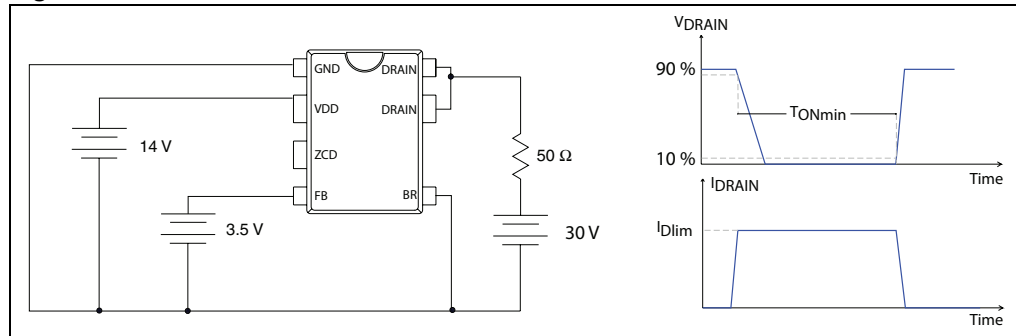 GND
DRAIN
VDD
DRAIN
ZCD
FB
BR
14 V
3.5 V
50 Ω
30 V
VDRAIN
90 %
TONmin
10 %
Time
IDRAIN
IDlim
Time